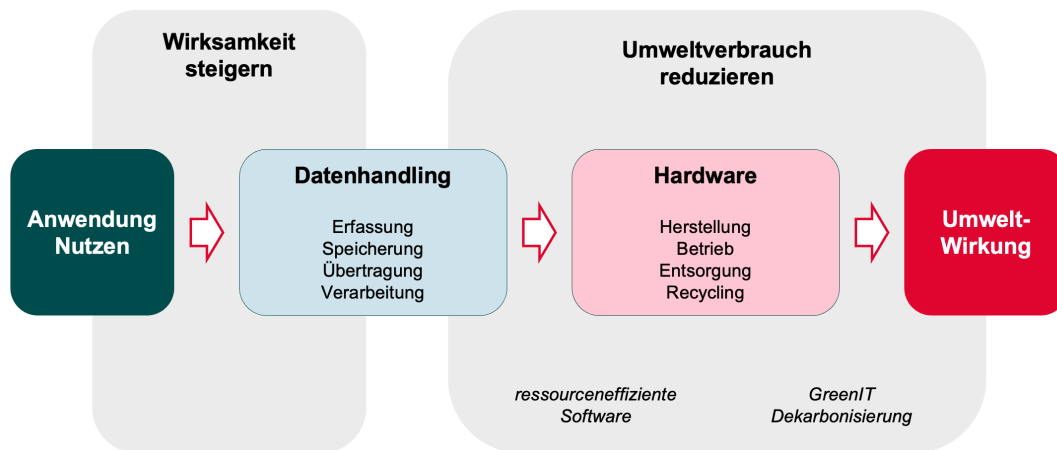 Wirksamkeit
steigern
Umweltverbrauch
reduzieren
Anwendung
Nutzen
Datenhandling
Erfassung
Speicherung
Übertragung
Verarbeitung
Hardware
Herstellung
Betrieb
Entsorgung
Recycling
Umwelt-
Wirkung
ressourceneffiziente
Software
GreenIT
Dekarbonisierung